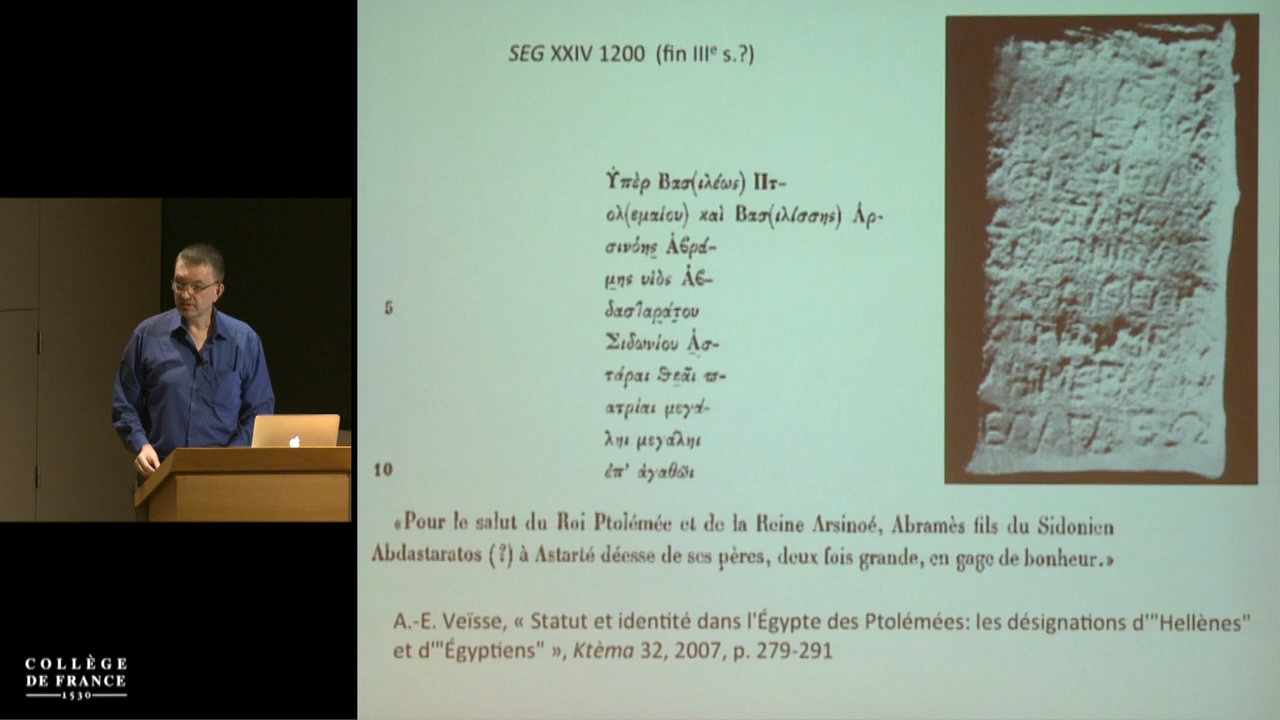 SEG XXIV 1200 (fin IIIᵉ s.?)
Ὑπὲρ Βασ(ιλέως) Πτ-
ολ(εμαίου) καὶ Βασ(ιλίσσης) Ἀρ-
σινόης Ἀβρά-
μης υἱὸς Ἀβ-
5 δασταράτου
Σιδωνίου Ἀσ-
τάραι θεᾶι π-
ατρίαι μεγά-
ληι μεγάληι
10 ἐπ' ἀγαθῶι
«Pour le salut du Roi Ptolémée et de la Reine Arsinoé, Abramès fils du Sidonien
Abdastaratos (?) à Astarté déesse de ses pères, deux fois grande, en gage de bonheur.»
A.-E. Veïsse, « Statut et identité dans l'Égypte des Ptolémées: les désignations d'"Hellènes"
et d'"Égyptiens" », Ktèma 32, 2007, p. 279-291
COLLÈGE
DE FRANCE
1530